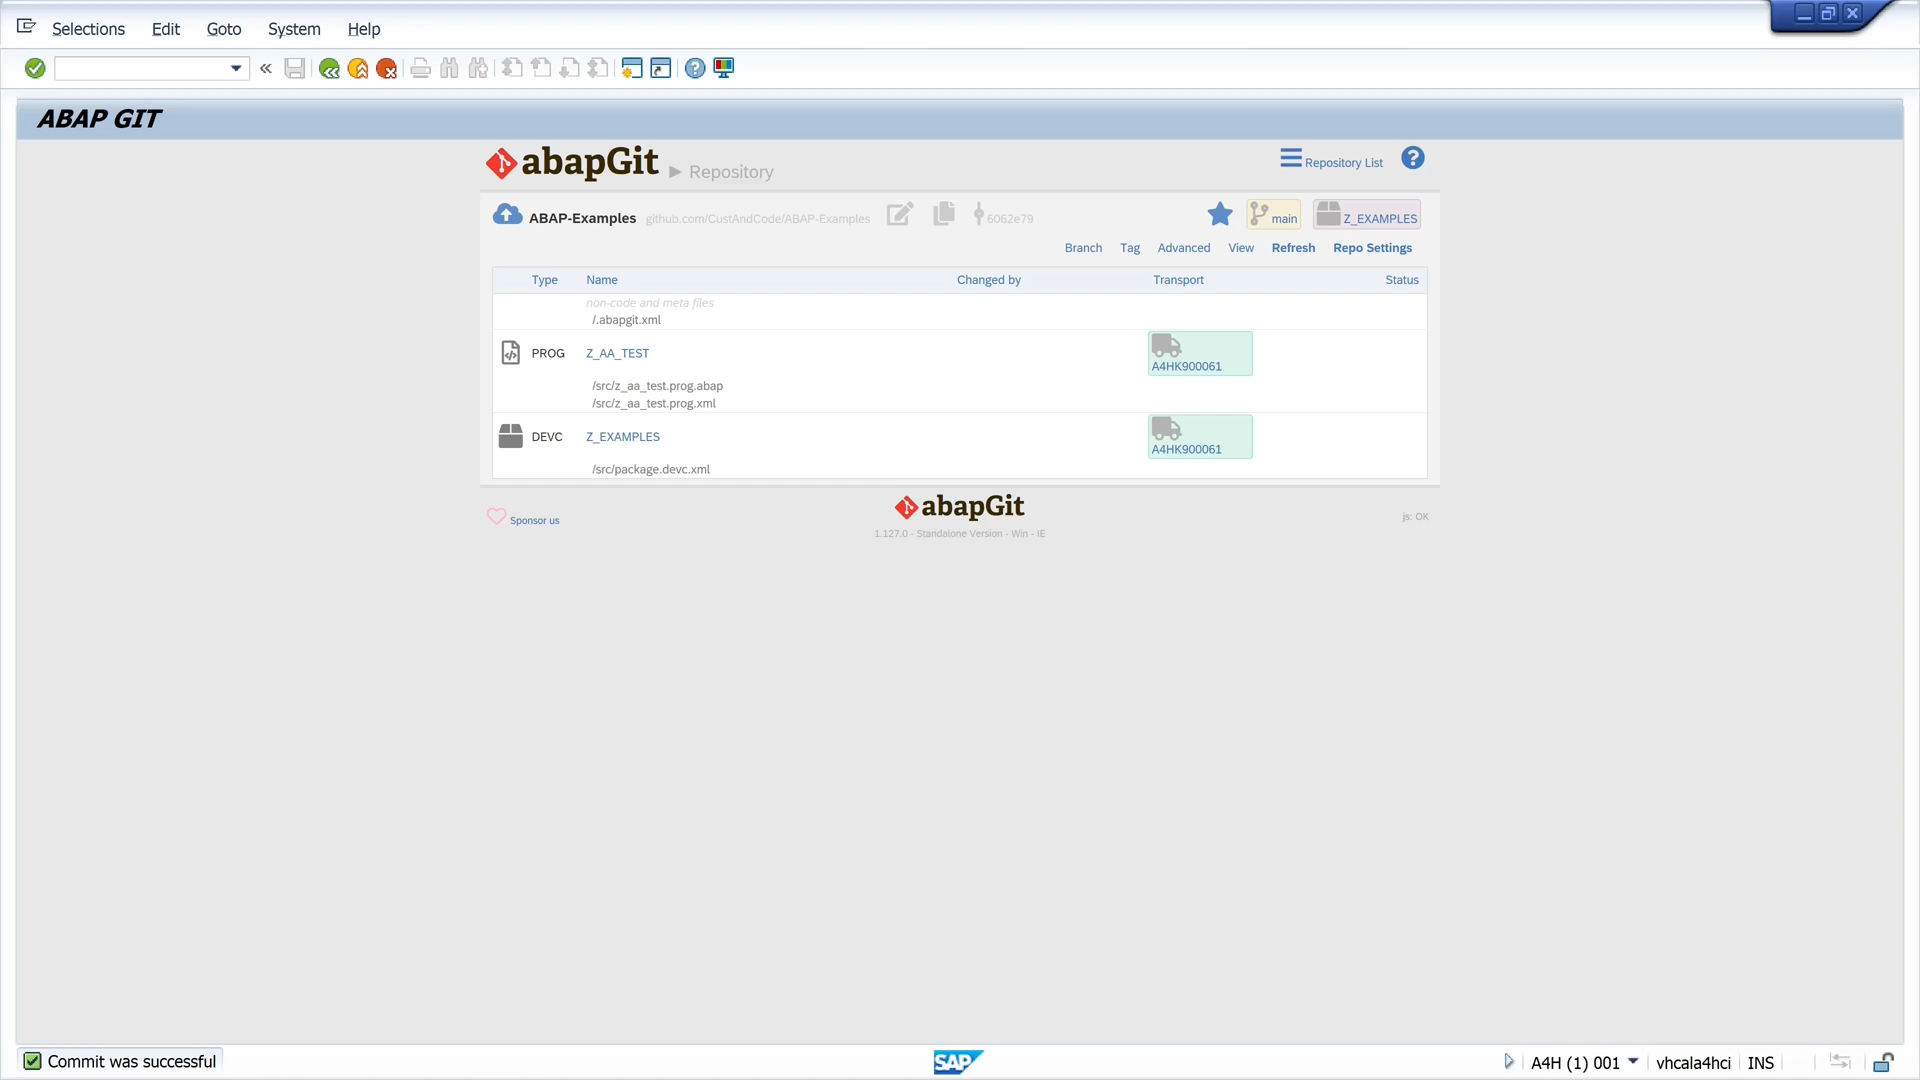 Selections Edit Goto System Help
ABAP GIT
abapGit ▶ Repository
Repository List ?
ABAP-Examples github.com/CustAndCode/ABAP-Examples 6062e79 main Z_EXAMPLES
Branch Tag Advanced View Refresh Repo Settings
Type Name Changed by Transport Status
non-code and meta files
/.abapgit.xml
PROG Z_AA_TEST
A4HK900061
/src/z_aa_test.prog.abap
/src/z_aa_test.prog.xml
DEVC Z_EXAMPLES
A4HK900061
/src/package.devc.xml
abapGit
Sponsor us
js: OK
1.127.0 - Standalone Version - Win - IE
Commit was successful
SAP
A4H (1) 001 vhcala4hci INS